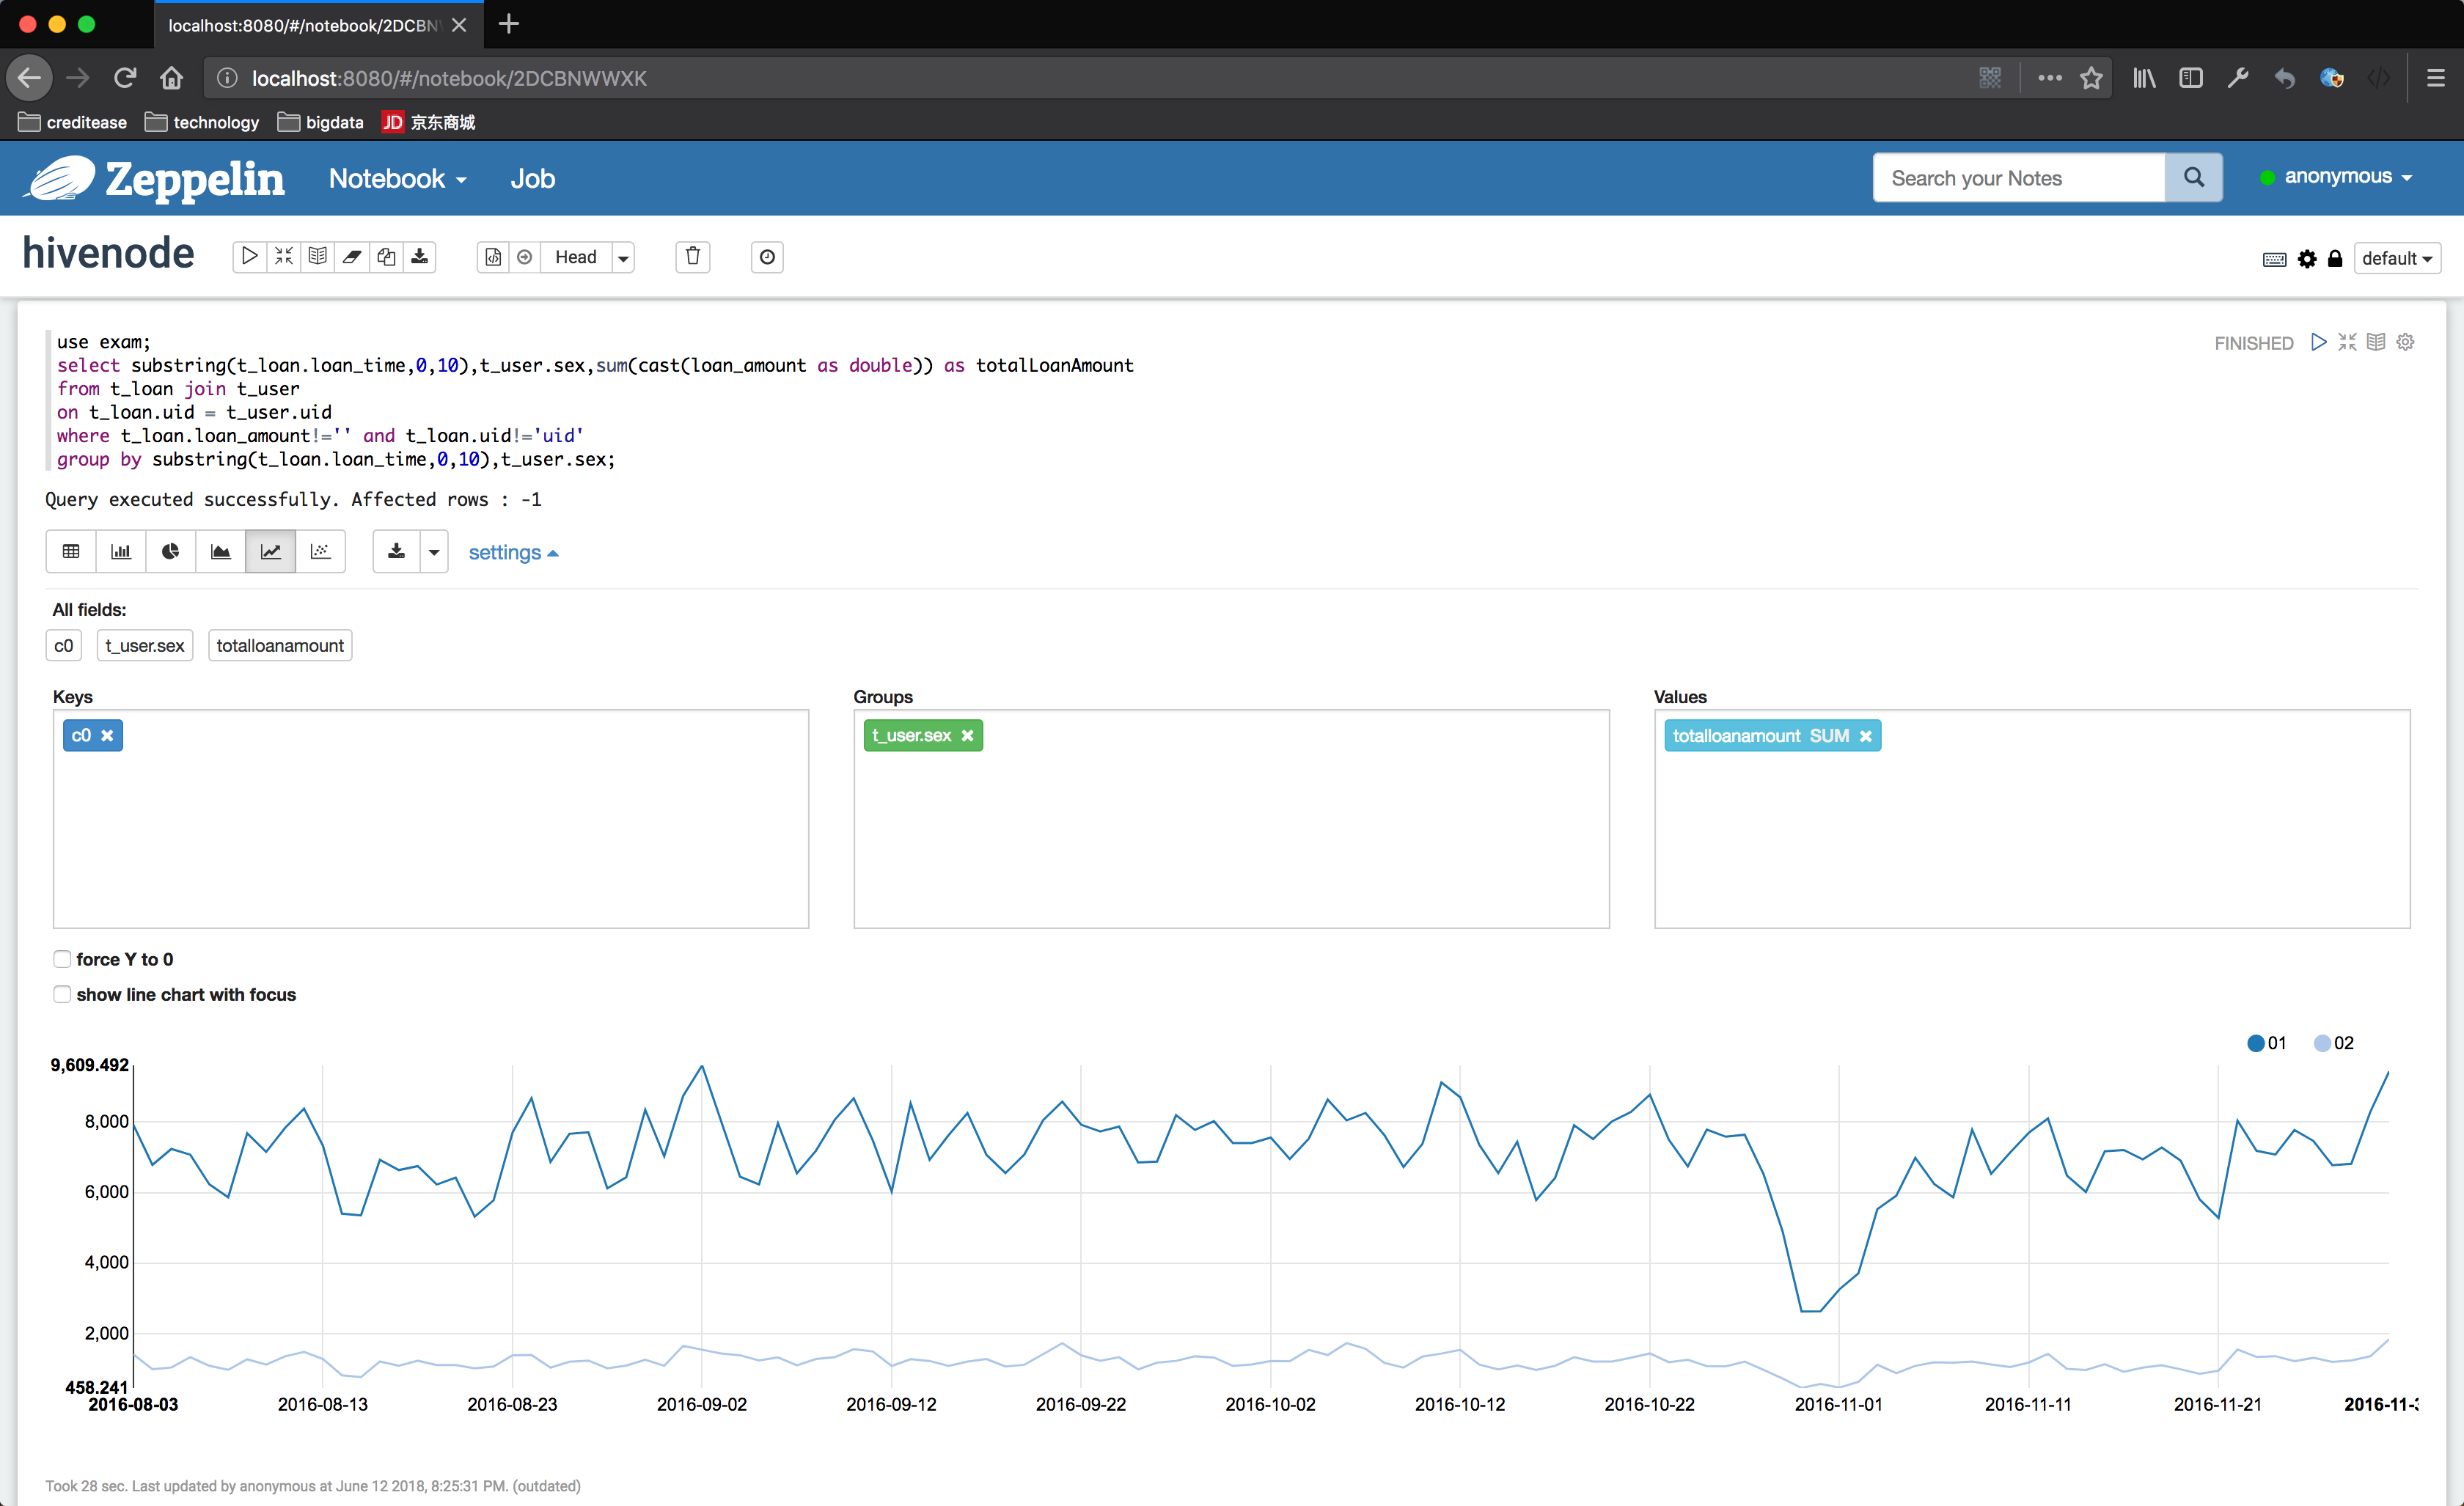 localhost:8080/#/notebook/2DCBN
localhost:8080/#/notebook/2DCBNWWXK
creditease technology bigdata JD 京东商城
Zeppelin Notebook Job Search your Notes anonymous
hivenode Head default
use exam;
FINISHED
select substring(t_loan.loan_time,0,10),t_user.sex,sum(cast(loan_amount as double)) as totalLoanAmount
from t_loan join t_user
on t_loan.uid = t_user.uid
where t_loan.loan_amount!='' and t_loan.uid!='uid'
group by substring(t_loan.loan_time,0,10),t_user.sex;
Query executed successfully. Affected rows : -1
settings
All fields:
c0 t_user.sex totalloanamount
Keys Groups Values
c0 t_user.sex totalloanamount SUM
force Y to 0
show line chart with focus
01 02
9,609.492
8,000
6,000
4,000
2,000
458.241
2016-08-03 2016-08-13 2016-08-23 2016-09-02 2016-09-12 2016-09-22 2016-10-02 2016-10-12 2016-10-22 2016-11-01 2016-11-11 2016-11-21 2016-11-3
Took 28 sec. Last updated by anonymous at June 12 2018, 8:25:31 PM. (outdated)